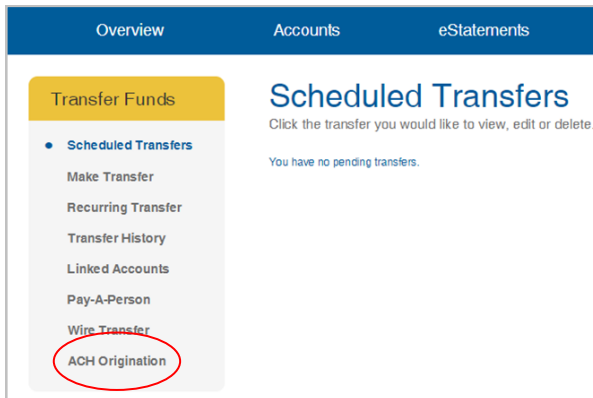 Overview Accounts eStatements
Transfer Funds
Scheduled Transfers
Make Transfer
Recurring Transfer
Transfer History
Linked Accounts
Pay-A-Person
Wire Transfer
ACH Origination
Scheduled Transfers
Click the transfer you would like to view, edit or delete.
You have no pending transfers.